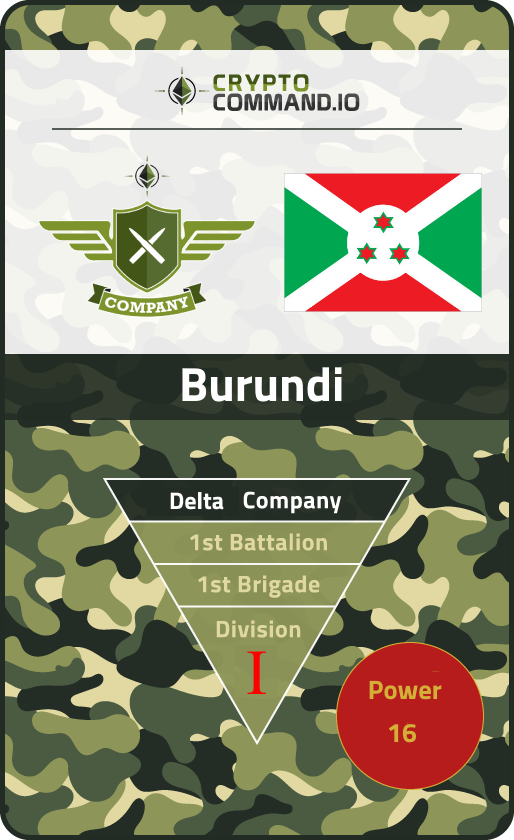 CRYPTO
COMMAND.IO
COMPANY
Burundi
Delta Company
1st Battalion
1st Brigade
Division
I
Power
16